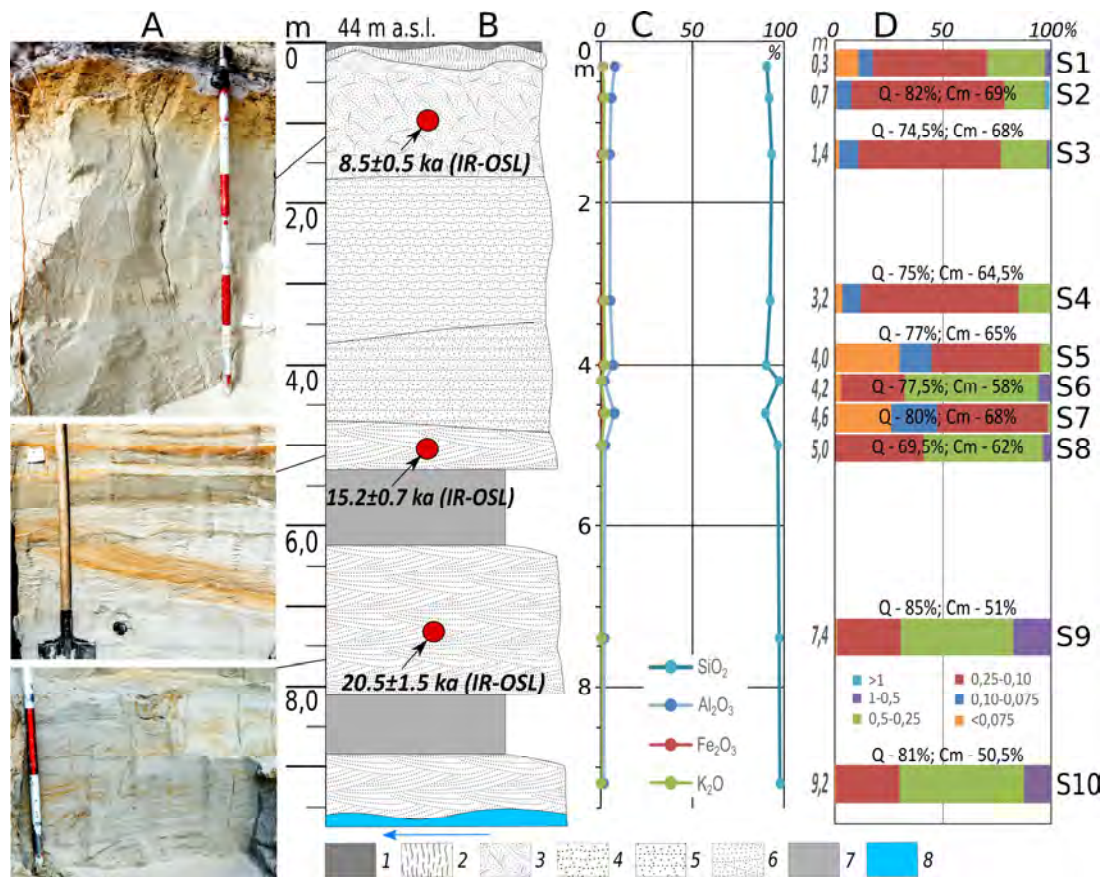 A
m
44 m a.s.l.
B
C
D
0
8.5±0.5 ka (IR-OSL)
2,0
4,0
15.2±0.7 ka (IR-OSL)
6,0
20.5±1.5 ka (IR-OSL)
8,0
0
50
100
%
m
2
4
6
8
SiO₂
Al₂O₃
Fe₂O₃
K₂O
m
0
50
100%
0,3
S1
0,7
Q - 82%; Cm - 69%
S2
Q - 74,5%; Cm - 68%
1,4
S3
Q - 75%; Cm - 64,5%
3,2
S4
Q - 77%; Cm - 65%
4,0
S5
4,2
Q - 77,5%; Cm - 58%
S6
4,6
Q - 80%; Cm - 68%
S7
5,0
Q - 69,5%; Cm - 62%
S8
Q - 85%; Cm - 51%
7,4
S9
>1
0,25-0,10
1-0,5
0,10-0,075
0,5-0,25
<0,075
Q - 81%; Cm - 50,5%
9,2
S10
1
2
3
4
5
6
7
8